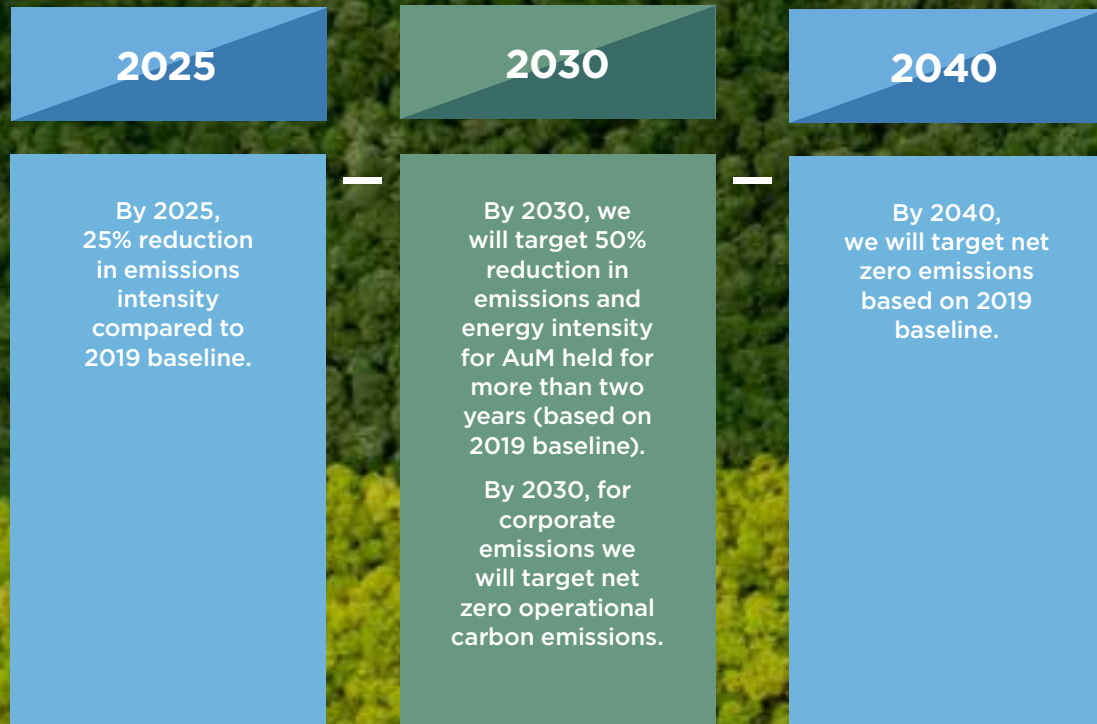 2025
By 2025,
25% reduction
in emissions
intensity
compared to
2019 baseline.
2030
By 2030, we
will target 50%
reduction in
emissions and
energy intensity
for AuM held for
more than two
years (based on
2019 baseline).
By 2030, for
corporate
emissions we
will target net
zero operational
carbon emissions.
2040
By 2040,
we will target net
zero emissions
based on 2019
baseline.